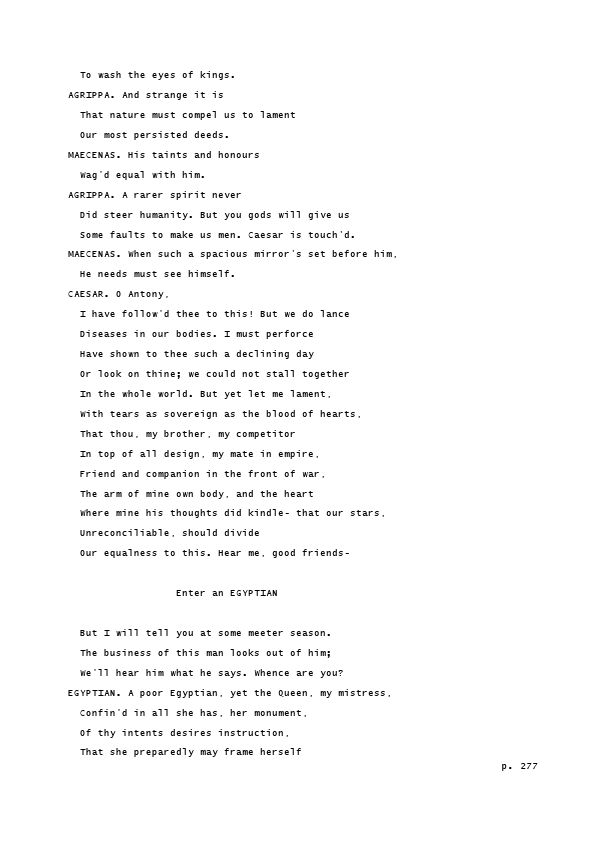 To wash the eyes of kings.
AGRIPPA. And strange it is
That nature must compel us to lament
Our most persisted deeds.
MAECENAS. His taints and honours
Wag'd equal with him.
AGRIPPA. A rarer spirit never
Did steer humanity. But you gods will give us
Some faults to make us men. Caesar is touch'd.
MAECENAS. When such a spacious mirror's set before him,
He needs must see himself.
CAESAR. O Antony,
I have follow'd thee to this! But we do lance
Diseases in our bodies. I must perforce
Have shown to thee such a declining day
Or look on thine; we could not stall together
In the whole world. But yet let me lament,
With tears as sovereign as the blood of hearts,
That thou, my brother, my competitor
In top of all design, my mate in empire,
Friend and companion in the front of war,
The arm of mine own body, and the heart
Where mine his thoughts did kindle- that our stars,
Unreconciliable, should divide
Our equalness to this. Hear me, good friends-
Enter an EGYPTIAN
But I will tell you at some meeter season.
The business of this man looks out of him;
We'll hear him what he says. Whence are you?
EGYPTIAN. A poor Egyptian, yet the Queen, my mistress,
Confin'd in all she has, her monument,
Of thy intents desires instruction,
That she preparedly may frame herself
p. 277